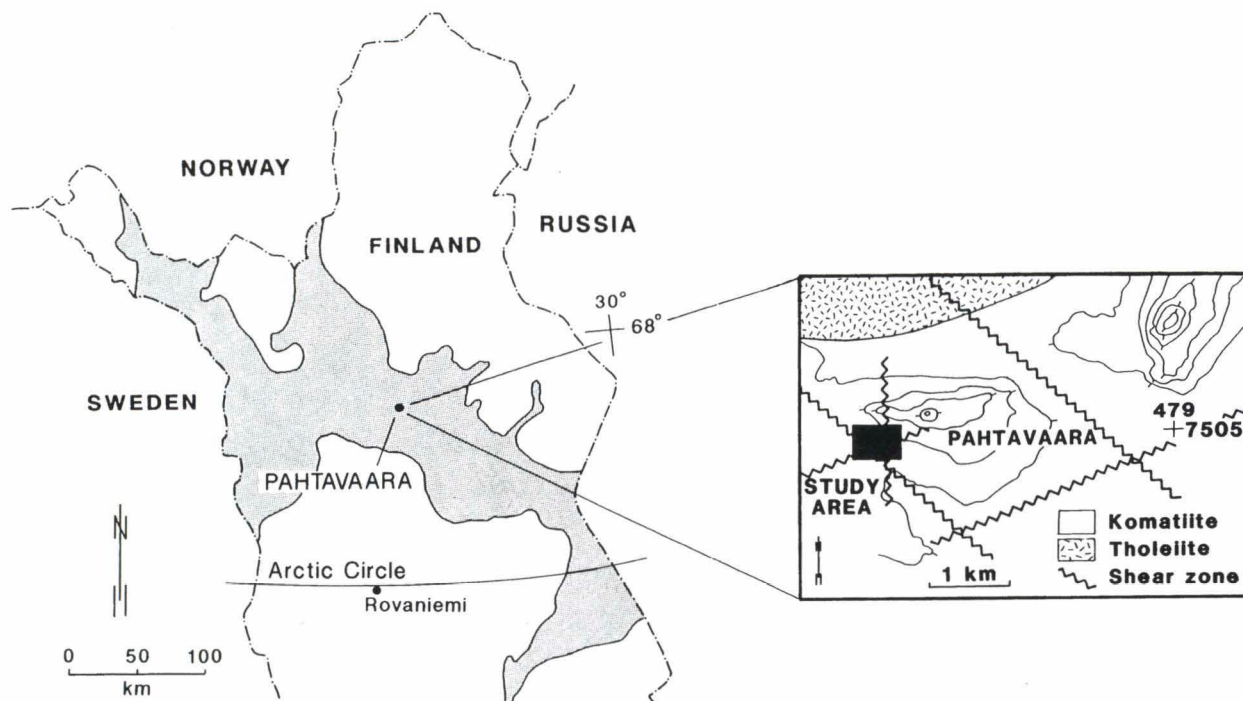 NORWAY
FINLAND
RUSSIA
SWEDEN
30°
68°
PAHTAVAARA
Arctic Circle
Rovaniemi
N
0 50 100
km
479
7505
PAHTAVAARA
STUDY
AREA
Komatiite
Tholeiite
Shear zone
1 km